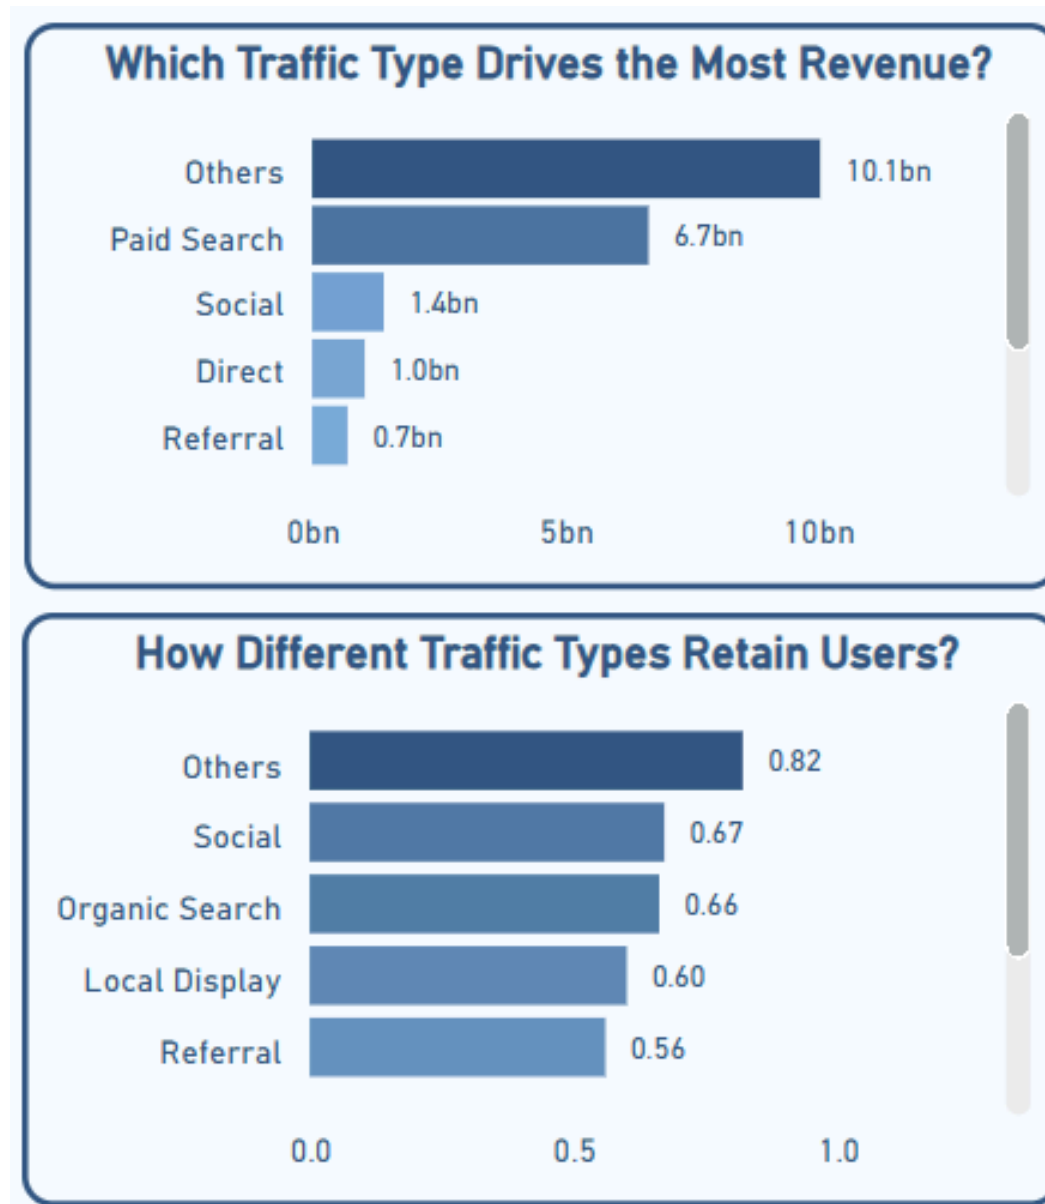 Which Traffic Type Drives the Most Revenue?
Others 10.1bn
Paid Search 6.7bn
Social 1.4bn
Direct 1.0bn
Referral 0.7bn
0bn 5bn 10bn
How Different Traffic Types Retain Users?
Others 0.82
Social 0.67
Organic Search 0.66
Local Display 0.60
Referral 0.56
0.0 0.5 1.0